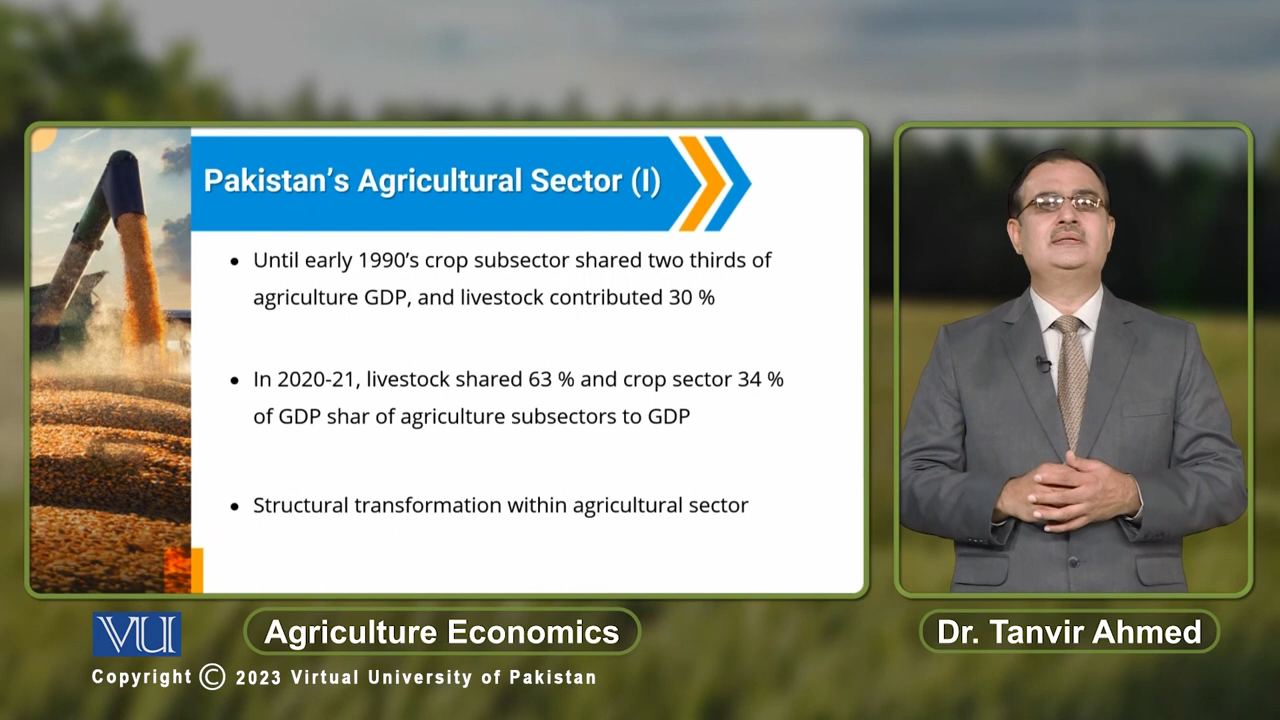 Pakistan's Agricultural Sector (I)
• Until early 1990's crop subsector shared two thirds of
agriculture GDP, and livestock contributed 30 %
• In 2020-21, livestock shared 63 % and crop sector 34 %
of GDP shar of agriculture subsectors to GDP
• Structural transformation within agricultural sector
VU
Agriculture Economics
Dr. Tanvir Ahmed
Copyright © 2023 Virtual University of Pakistan